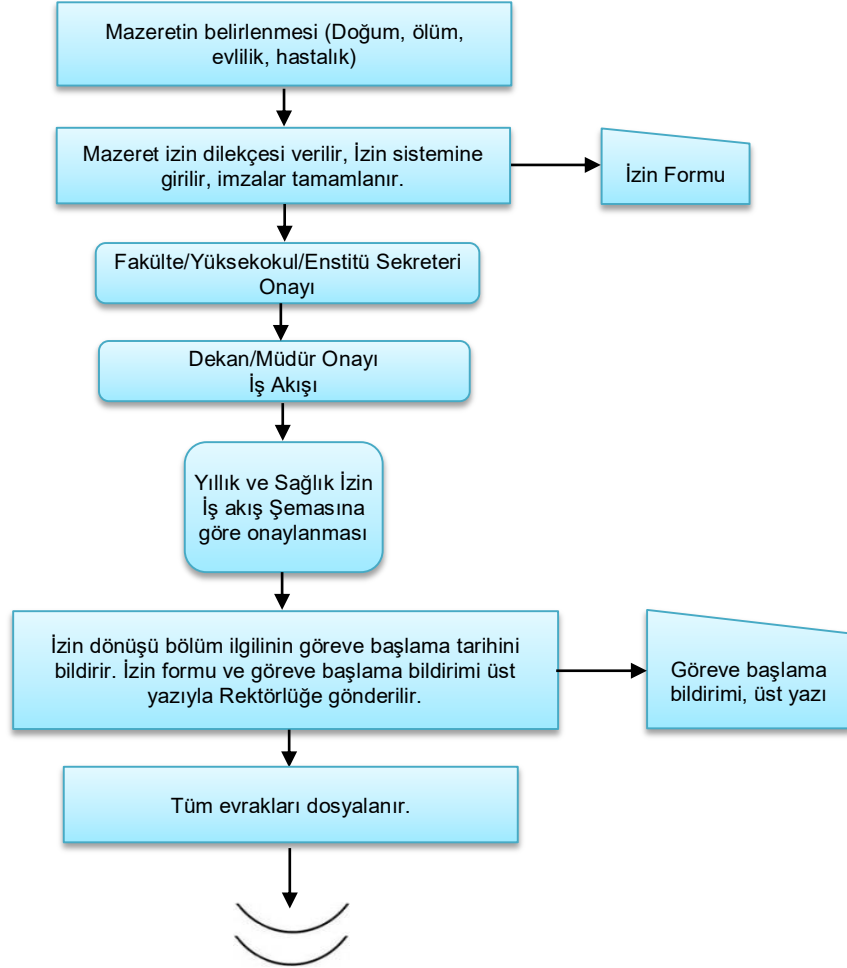 Mazeretin belirlenmesi (Doğum, ölüm,
evlilik, hastalık)
Mazeret izin dilekçesi verilir, İzin sistemine
girilir, imzalar tamamlanır.
İzin Formu
Fakülte/Yüksekokul/Enstitü Sekreteri
Onayı
Dekan/Müdür Onayı
İş Akışı
Yıllık ve Sağlık İzin
İş akış Şemasına
göre onaylanması
İzin dönüşü bölüm ilgilinin göreve başlama tarihini
bildirir. İzin formu ve göreve başlama bildirimi üst
yazıyla Rektörlüğe gönderilir.
Göreve başlama
bildirimi, üst yazı
Tüm evrakları dosyalanır.